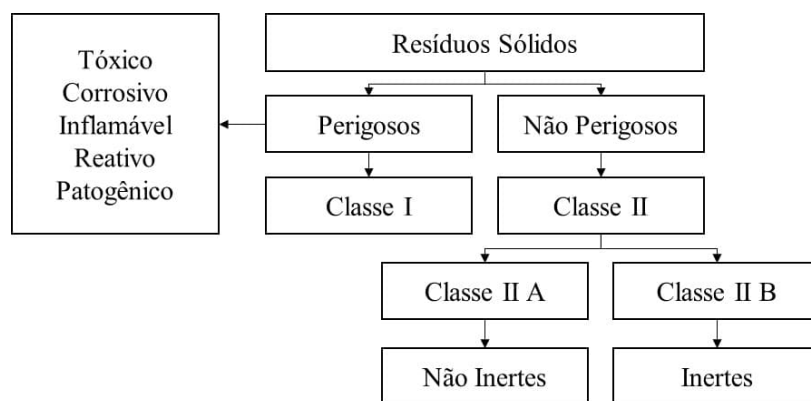 Resíduos Sólidos
Tóxico
Corrosivo
Inflamável
Reativo
Patogênico
Perigosos
Não Perigosos
Classe I
Classe II
Classe II A
Classe II B
Não Inertes
Inertes